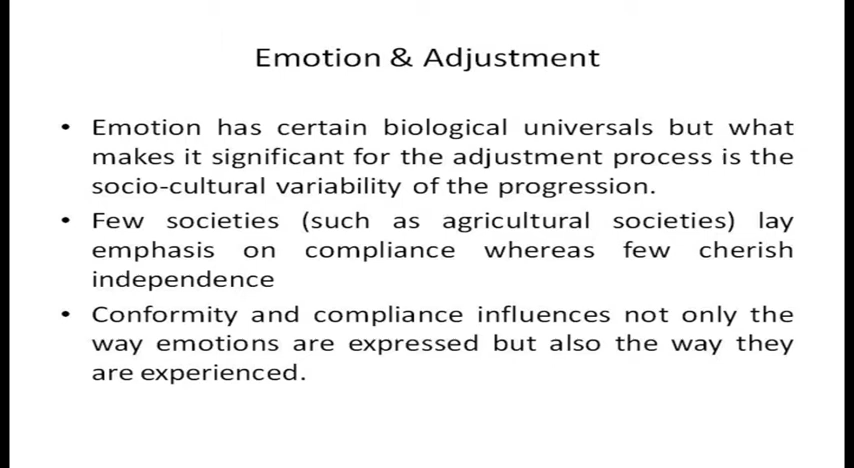 Emotion & Adjustment
• Emotion has certain biological universals but what
makes it significant for the adjustment process is the
socio-cultural variability of the progression.
• Few societies (such as agricultural societies) lay
emphasis on compliance whereas few cherish
independence
• Conformity and compliance influences not only the
way emotions are expressed but also the way they
are experienced.